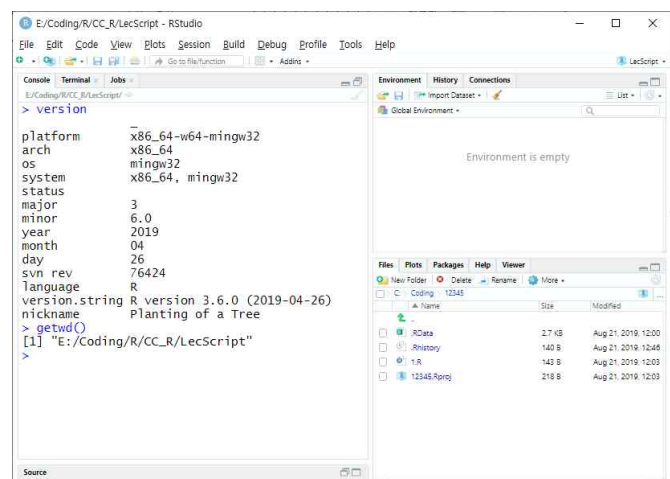 E:/Coding/R/CC_R/LecScript - RStudio
File Edit Code View Plots Session Build Debug Profile Tools Help
Go to file/function Addins LecScript
Console Terminal Jobs
E:/Coding/R/CC_R/LecScript/
> version
_
platform x86_64-w64-mingw32
arch x86_64
os mingw32
system x86_64, mingw32
status
major 3
minor 6.0
year 2019
month 04
day 26
svn rev 76424
language R
version.string R version 3.6.0 (2019-04-26)
nickname Planting of a Tree
> getwd()
[1] "E:/Coding/R/CC_R/LecScript"
>
Source
Environment History Connections
Import Dataset List
Global Environment
Environment is empty
Files Plots Packages Help Viewer
New Folder Delete Rename More
C: Coding 12345
Name Size Modified
..
.RData 2.7 KB Aug 21, 2019, 12:00
.Rhistory 140 B Aug 21, 2019, 12:46
1.R 143 B Aug 21, 2019, 12:03
12345.Rproj 218 B Aug 21, 2019, 12:03